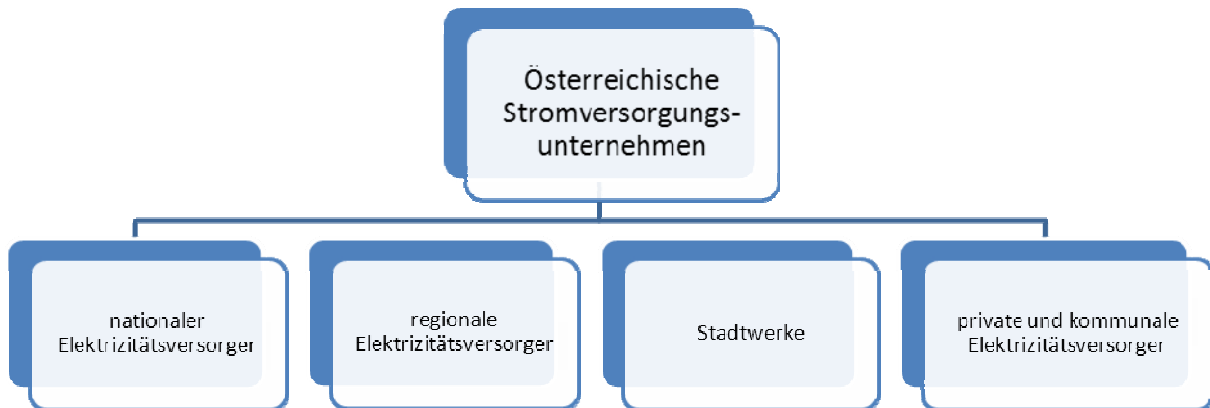 Österreichische
Stromversorgungs-
unternehmen
nationaler
Elektrizitätsversorger
regionale
Elektrizitätsversorger
Stadtwerke
private und kommunale
Elektrizitätsversorger